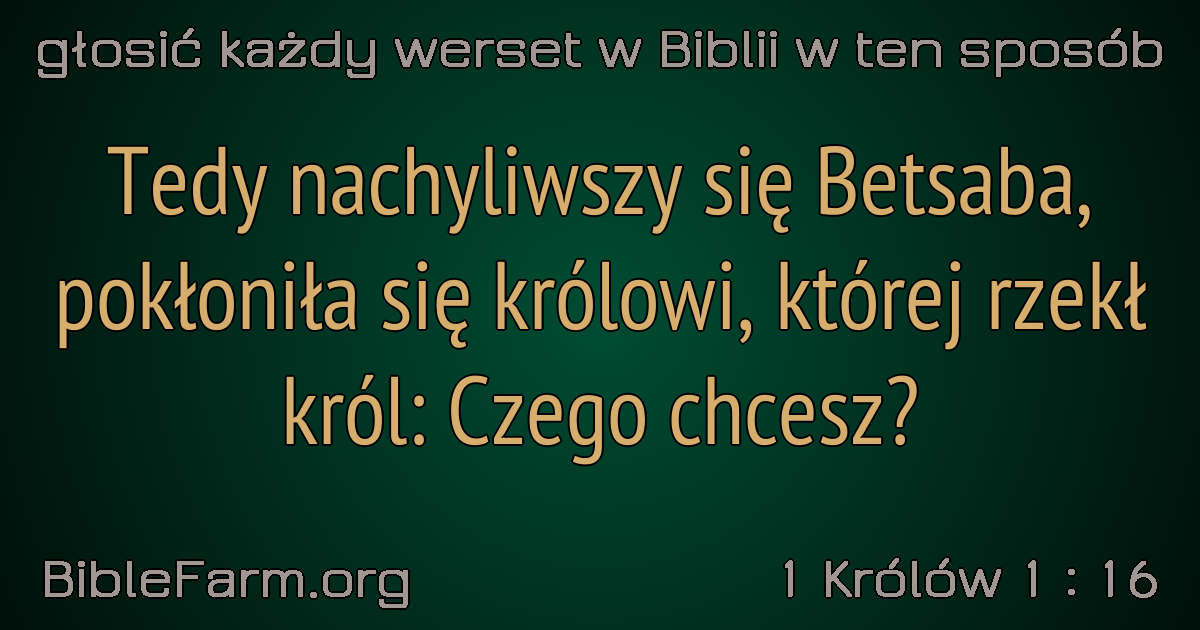 głosić każdy werset w Biblii w ten sposób
Tedy nachyliwszy się Betsaba,
pokłoniła się królowi, której rzekł
król: Czego chcesz?
BibleFarm.org
1 Królów 1 : 16